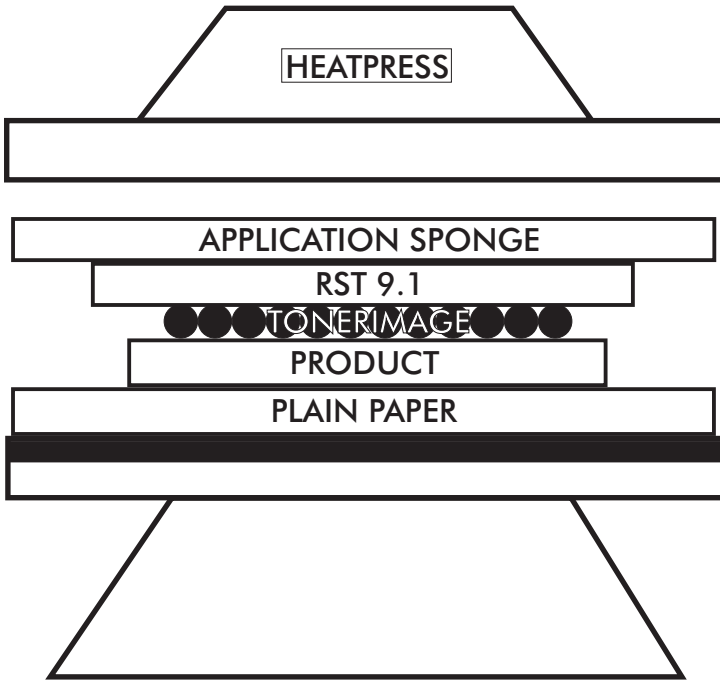 HEATPRESS
APPLICATION SPONGE
RST 9.1
TONERIMAGE
PRODUCT
PLAIN PAPER